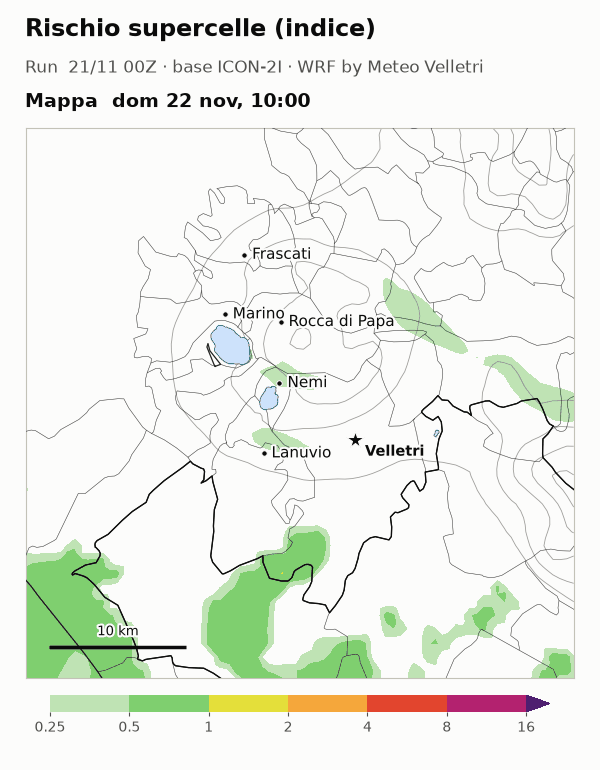 Rischio supercelle (indice)
Run  21/11 00Z · base ICON-2I · WRF by Meteo Velletri
Mappa  dom 22 nov, 10:00
Frascati
Marino
Rocca di Papa
Nemi
Velletri
Lanuvio
10 km
0.25 0.5 1 2 4 8 16